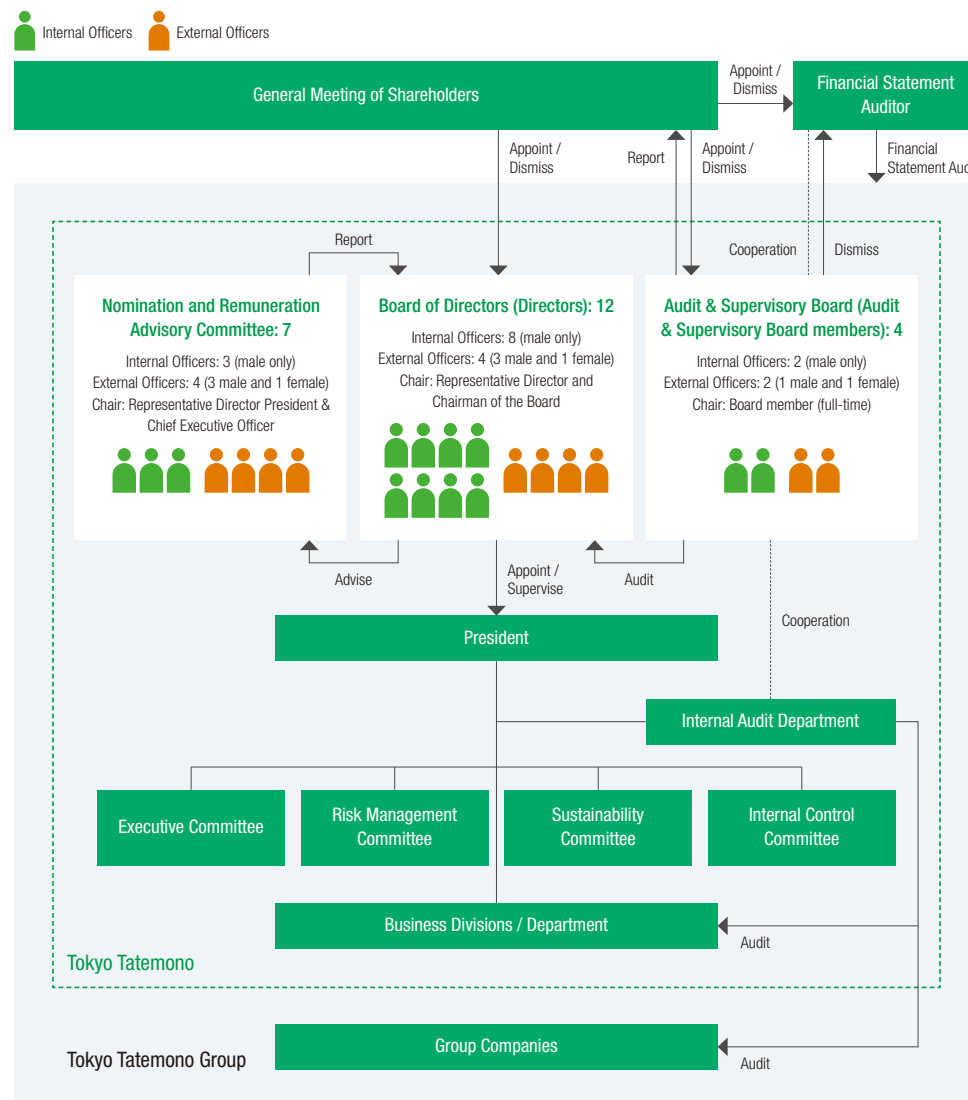 Internal Officers
External Officers
General Meeting of Shareholders
Appoint /
Dismiss
Financial Statement
Auditor
Appoint /
Dismiss
Report
Appoint /
Dismiss
Financial
Statement
Cooperation
Dismiss
Report
Nomination and Remuneration
Advisory Committee: 7
Internal Officers: 3 (male only)
External Officers: 4 (3 male and 1 female)
Chair: Representative Director President &
Chief Executive Officer
Board of Directors (Directors): 12
Internal Officers: 8 (male only)
External Officers: 4 (3 male and 1 female)
Chair: Representative Director and
Chairman of the Board
Audit & Supervisory Board (Audit
& Supervisory Board members): 4
Internal Officers: 2 (male only)
External Officers: 2 (1 male and 1 female)
Chair: Board member (full-time)
Advise
Appoint /
Supervise
Audit
Cooperation
President
Internal Audit Department
Executive Committee
Risk Management
Committee
Sustainability
Committee
Internal Control
Committee
Business Divisions / Department
Audit
Tokyo Tatemono
Group Companies
Audit
Tokyo Tatemono Group